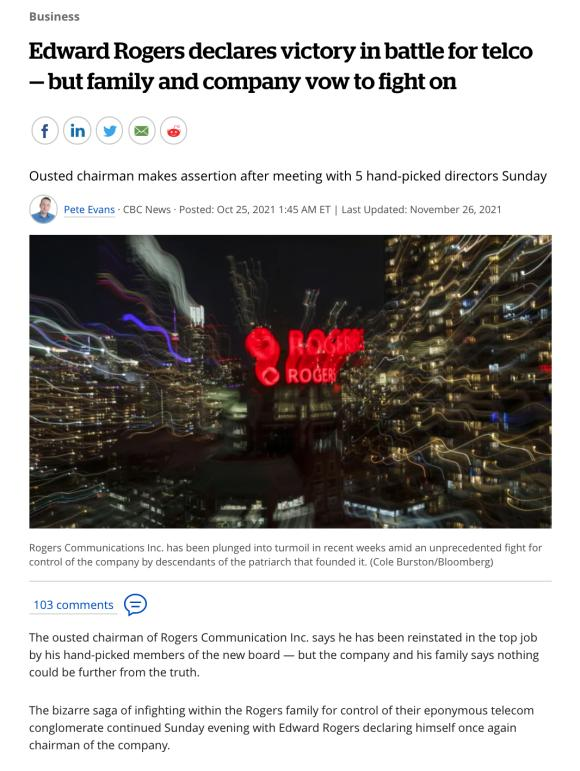 Business
Edward Rogers declares victory in battle for telco
— but family and company vow to fight on
Ousted chairman makes assertion after meeting with 5 hand-picked directors Sunday
Pete Evans · CBC News · Posted: Oct 25, 2021 1:45 AM ET | Last Updated: November 26, 2021
ROGERS
ROGERS
Rogers Communications Inc. has been plunged into turmoil in recent weeks amid an unprecedented fight for
control of the company by descendants of the patriarch that founded it. (Cole Burston/Bloomberg)
103 comments
The ousted chairman of Rogers Communication Inc. says he has been reinstated in the top job
by his hand-picked members of the new board — but the company and his family says nothing
could be further from the truth.
The bizarre saga of infighting within the Rogers family for control of their eponymous telecom
conglomerate continued Sunday evening with Edward Rogers declaring himself once again
chairman of the company.